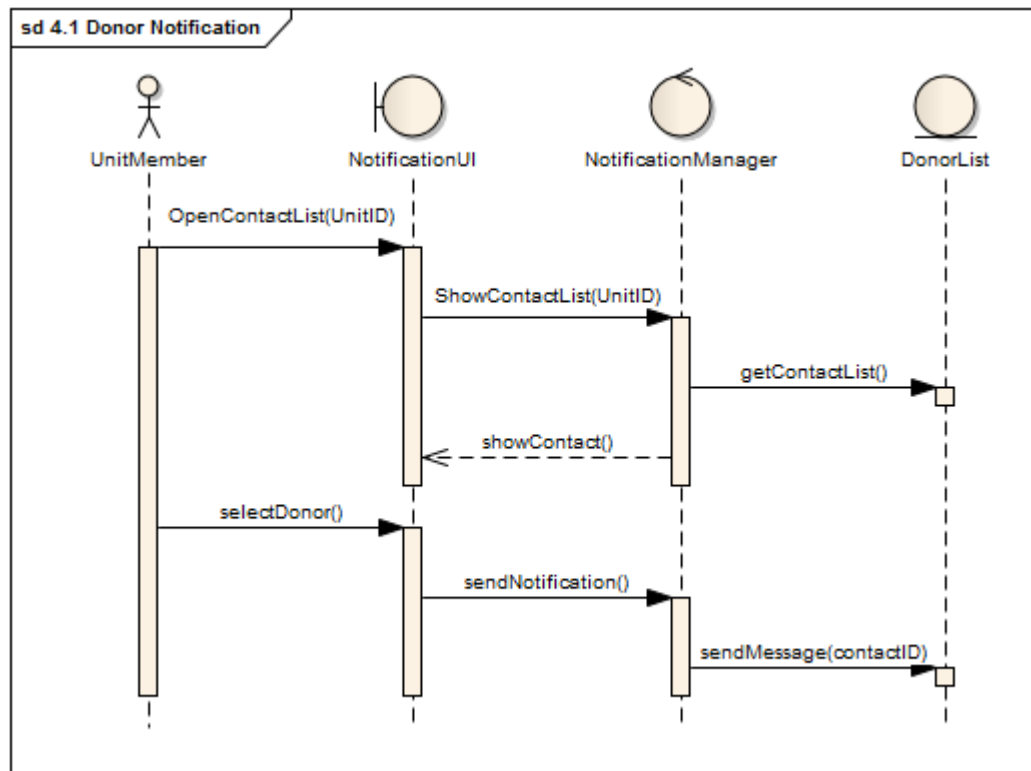 sd 4.1 Donor Notification
UnitMember
NotificationUI
NotificationManager
DonorList
OpenContactList(UnitID)
ShowContactList(UnitID)
getContactList()
showContact()
selectDonor()
sendNotification()
sendMessage(contactID)